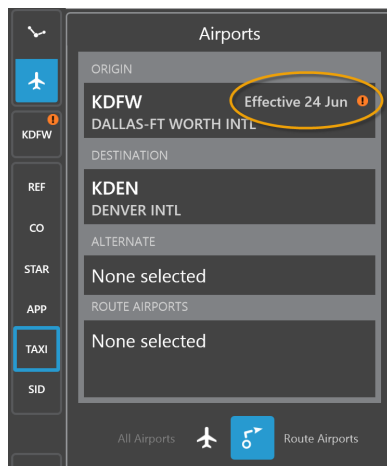 Airports
ORIGIN
KDFW Effective 24 Jun
DALLAS-FT WORTH INTL
DESTINATION
KDEN
DENVER INTL
ALTERNATE
None selected
ROUTE AIRPORTS
None selected
All Airports Route Airports
KDFW
REF
CO
STAR
APP
TAXI
SID